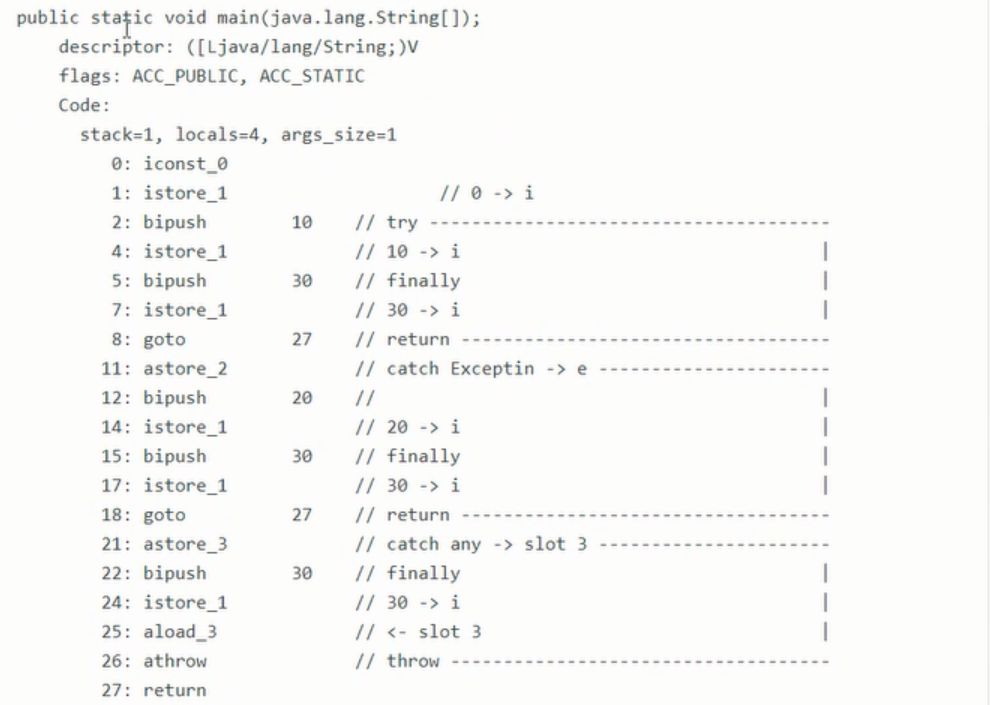 public static void main(java.lang.String[]);
    descriptor: ([Ljava/lang/String;)V
    flags: ACC_PUBLIC, ACC_STATIC
    Code:
      stack=1, locals=4, args_size=1
         0: iconst_0
         1: istore_1                    // 0 -> i
         2: bipush        10    // try --------------------------------------
         4: istore_1            // 10 -> i                                   |
         5: bipush        30    // finally                                   |
         7: istore_1            // 30 -> i                                   |
         8: goto          27    // return -----------------------------------
        11: astore_2            // catch Exceptin -> e ----------------------
        12: bipush        20    //                                           |
        14: istore_1            // 20 -> i                                   |
        15: bipush        30    // finally                                   |
        17: istore_1            // 30 -> i                                   |
        18: goto          27    // return -----------------------------------
        21: astore_3            // catch any -> slot 3 ----------------------
        22: bipush        30    // finally                                   |
        24: istore_1            // 30 -> i                                   |
        25: aload_3             // <- slot 3                                 |
        26: athrow              // throw ------------------------------------
        27: return